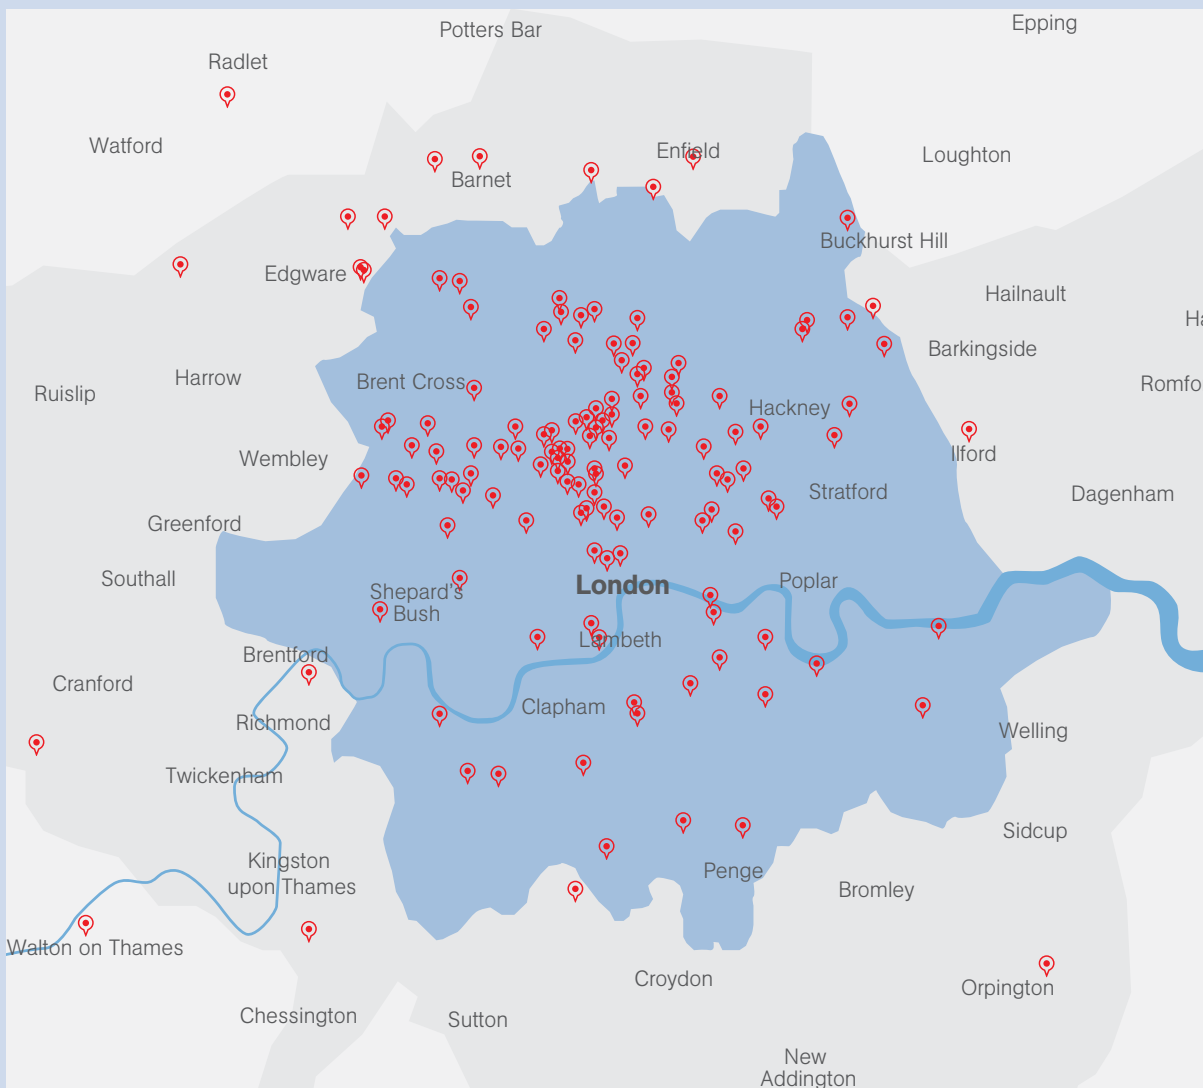 Epping
Potters Bar
Radlet
Watford
Enfield
Loughton
Barnet
Buckhurst Hill
Edgware
Hailnault
Ha
Barkingside
Harrow
Brent Cross
Romfo
Ruislip
Hackney
Wembley
Ilford
Stratford
Dagenham
Greenford
Southall
Poplar
London
Shepard's
Bush
Lambeth
Brentford
Cranford
Clapham
Richmond
Welling
Twickenham
Sidcup
Kingston
upon Thames
Penge
Bromley
Walton on Thames
Croydon
Orpington
Chessington
Sutton
New
Addington